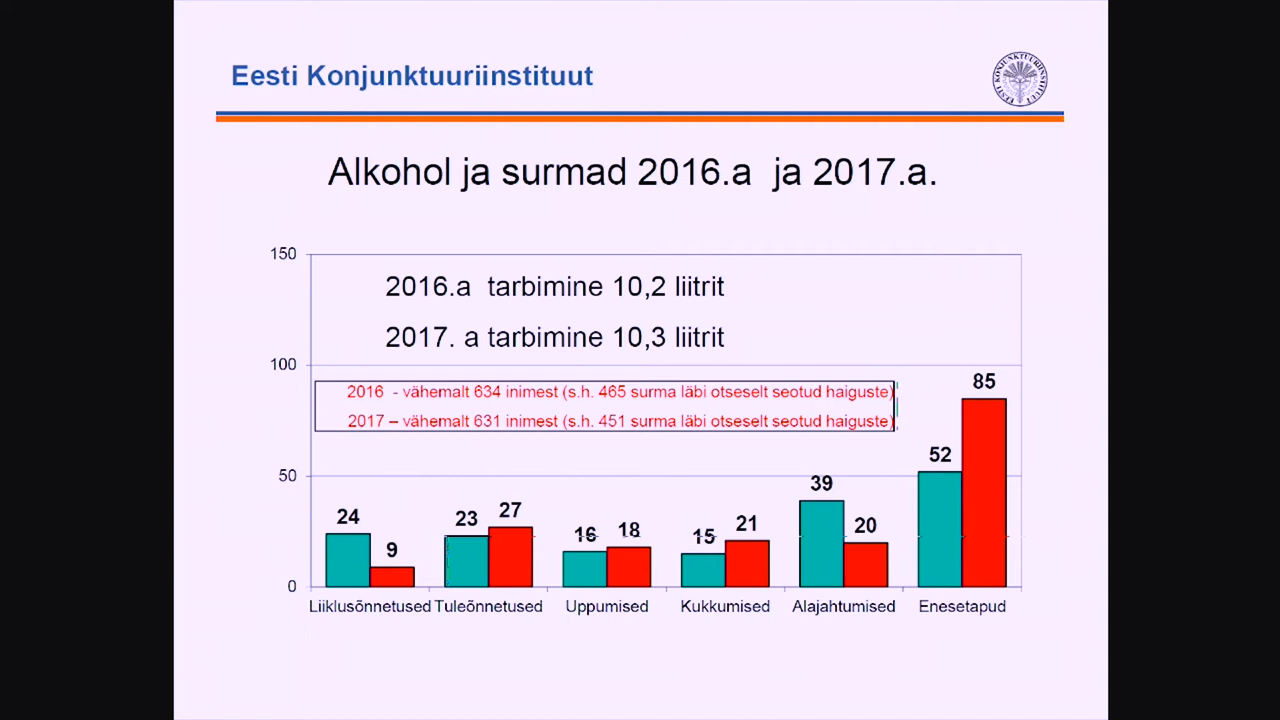 Eesti Konjunktuuriinstituut
EESTI KONJUNKTUURIINSTITUUT
Alkohol ja surmad 2016.a ja 2017.a.
150
2016.a tarbimine 10,2 liitrit
2017. a tarbimine 10,3 liitrit
100
2016 - vähemalt 634 inimest (s.h. 465 surma läbi otseselt seotud haiguste)
2017 – vähemalt 631 inimest (s.h. 451 surma läbi otseselt seotud haiguste)
85
52
50
39
24
23
27
16
18
15
21
20
9
0
Liiklusõnnetused Tuleõnnetused Uppumised Kukkumised Alajahtumised Enesetapud